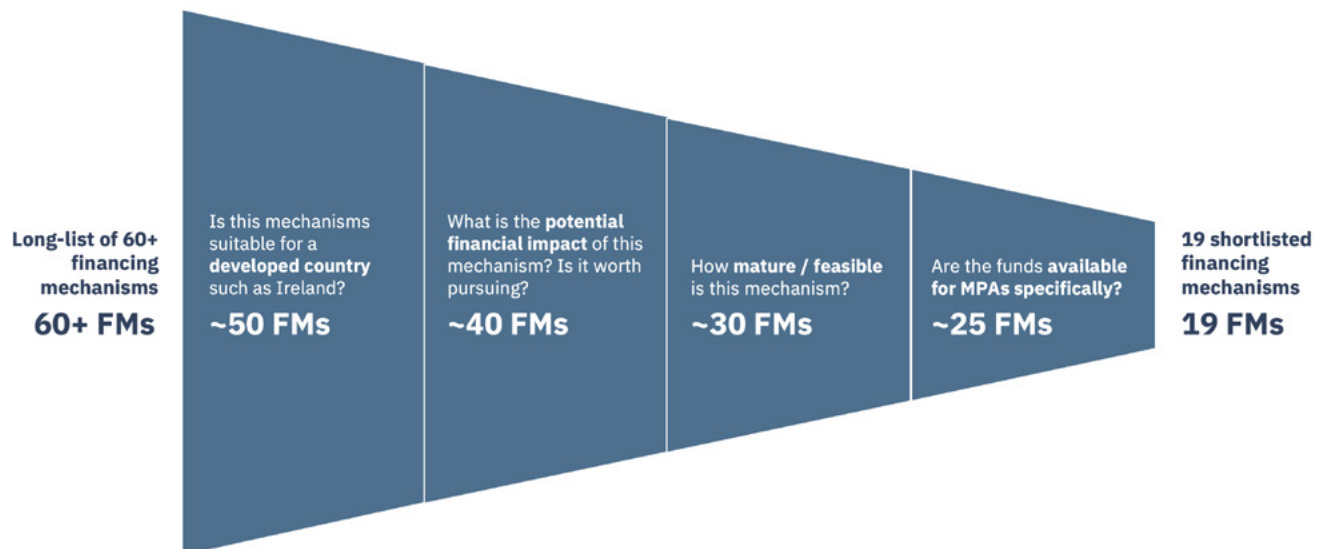 Long-list of 60+
financing
mechanisms
60+ FMs
Is this mechanisms
suitable for a
developed country
such as Ireland?
~50 FMs
What is the potential
financial impact of this
mechanism? Is it worth
pursuing?
~40 FMs
How mature / feasible
is this mechanism?
~30 FMs
Are the funds available
for MPAs specifically?
~25 FMs
19 shortlisted
financing
mechanisms
19 FMs